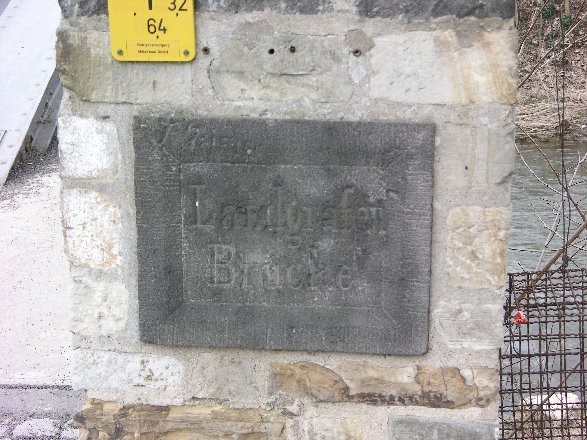 32
64,
Landgrafen
Brücke